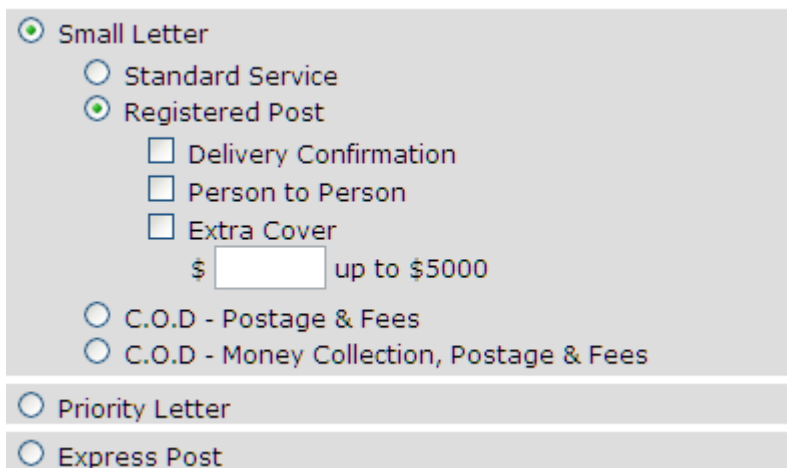 Small Letter
Standard Service
Registered Post
Delivery Confirmation
Person to Person
Extra Cover
$ up to $5000
C.O.D - Postage & Fees
C.O.D - Money Collection, Postage & Fees
Priority Letter
Express Post